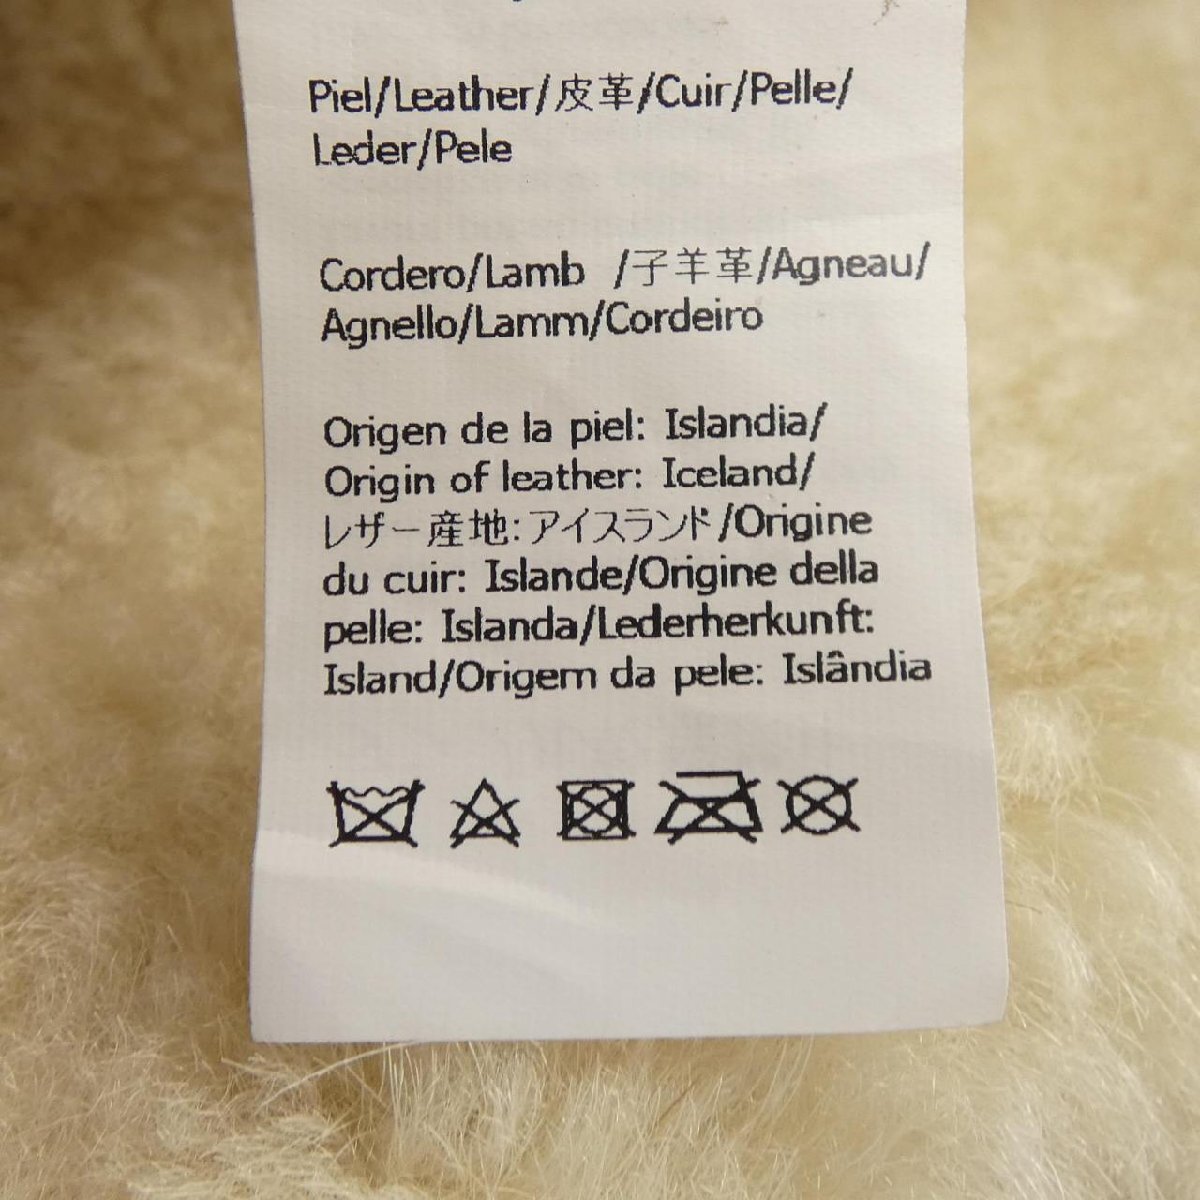 Piel/Leather/皮革/Cuir/Pelle/
Leder/Pele
Cordero/Lamb /子羊革/Agneau/
Agnello/Lamm/Cordeiro
Origen de la piel: Islandia/
Origin of leather: Iceland/
レザー産地:アイスランド/Origine
du cuir: Islande/Origine della
pelle: Islanda/Lederherkunft:
Island/Origem da pele: Islândia